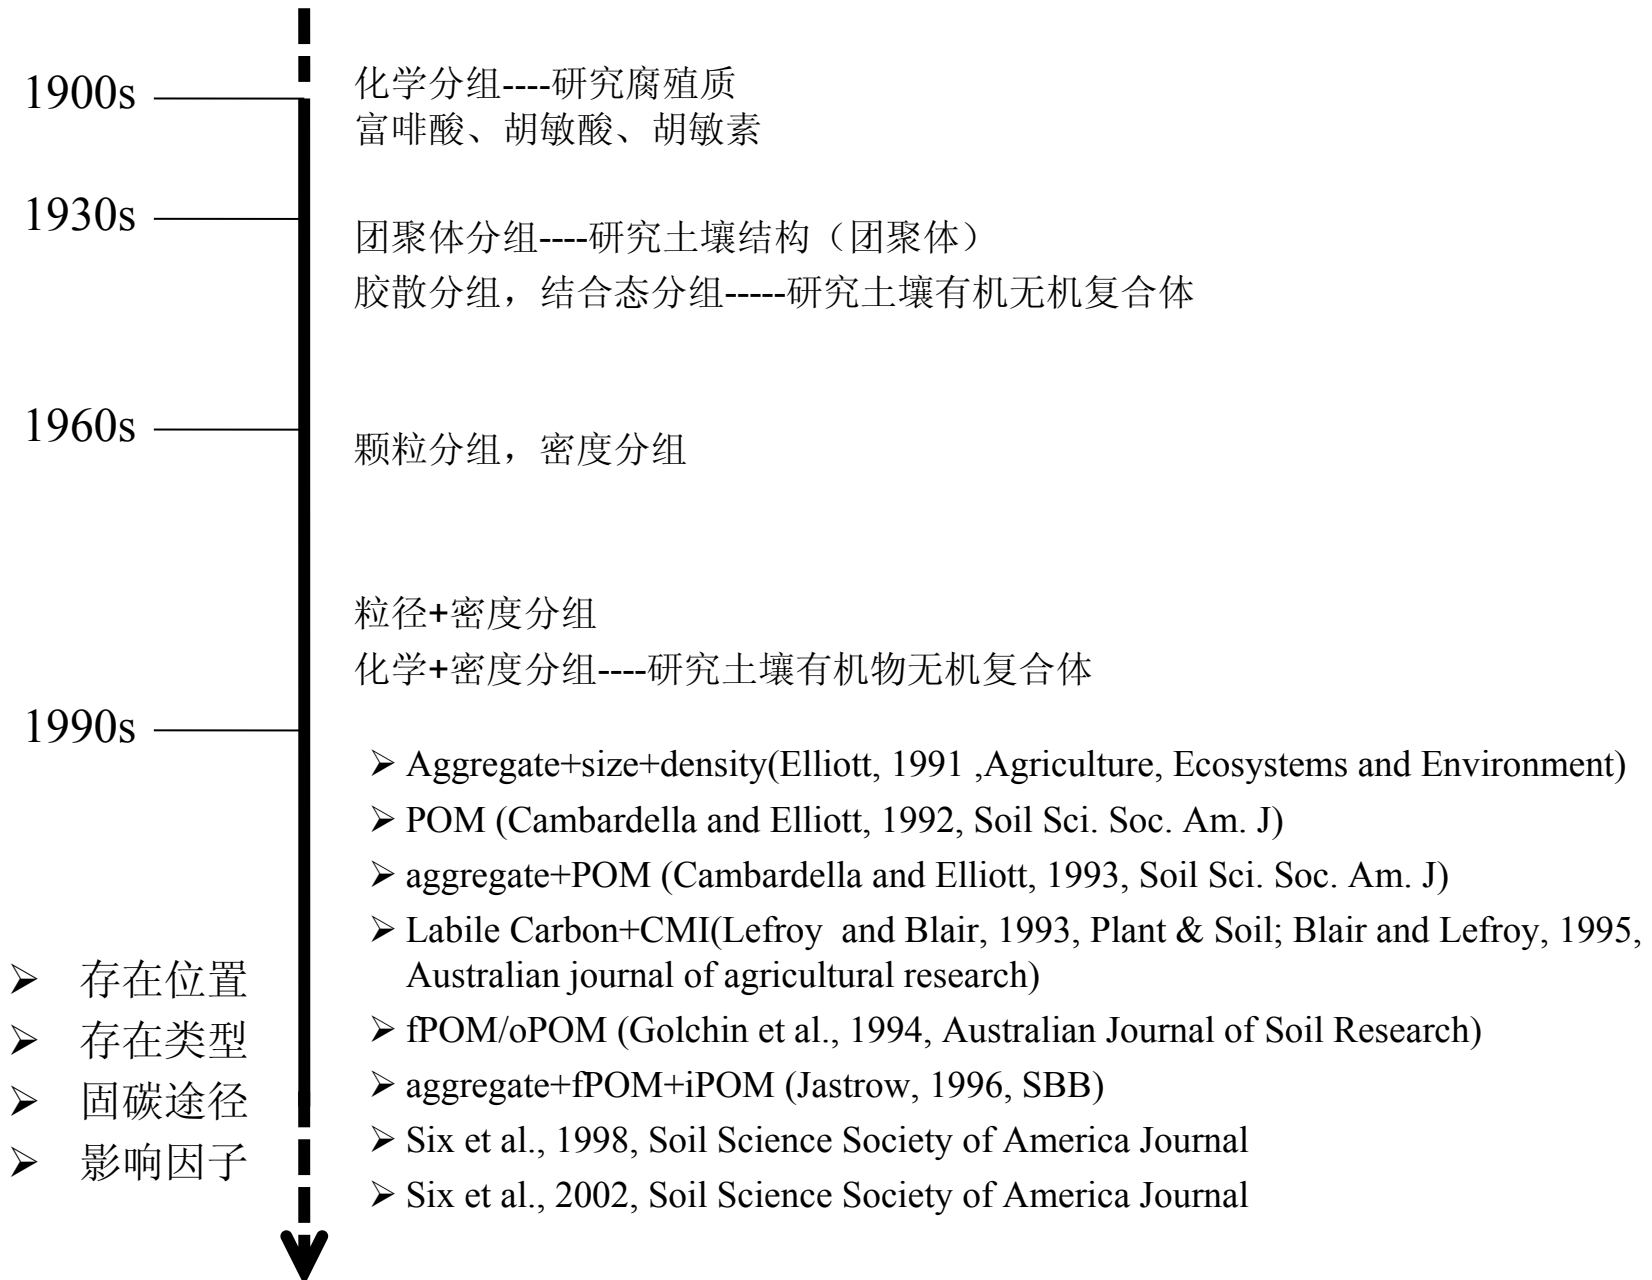 1900s
化学分组----研究腐殖质
富啡酸、胡敏酸、胡敏素
1930s
团聚体分组----研究土壤结构（团聚体）
胶散分组，结合态分组-----研究土壤有机无机复合体
1960s
颗粒分组，密度分组
粒径+密度分组
化学+密度分组----研究土壤有机物无机复合体
1990s
➢ Aggregate+size+density(Elliott, 1991 ,Agriculture, Ecosystems and Environment)
➢ POM (Cambardella and Elliott, 1992, Soil Sci. Soc. Am. J)
➢ aggregate+POM (Cambardella and Elliott, 1993, Soil Sci. Soc. Am. J)
➢ Labile Carbon+CMI(Lefroy and Blair, 1993, Plant & Soil; Blair and Lefroy, 1995,
Australian journal of agricultural research)
➢ fPOM/oPOM (Golchin et al., 1994, Australian Journal of Soil Research)
➢ aggregate+fPOM+iPOM (Jastrow, 1996, SBB)
➢ Six et al., 1998, Soil Science Society of America Journal
➢ Six et al., 2002, Soil Science Society of America Journal
➢ 存在位置
➢ 存在类型
➢ 固碳途径
➢ 影响因子